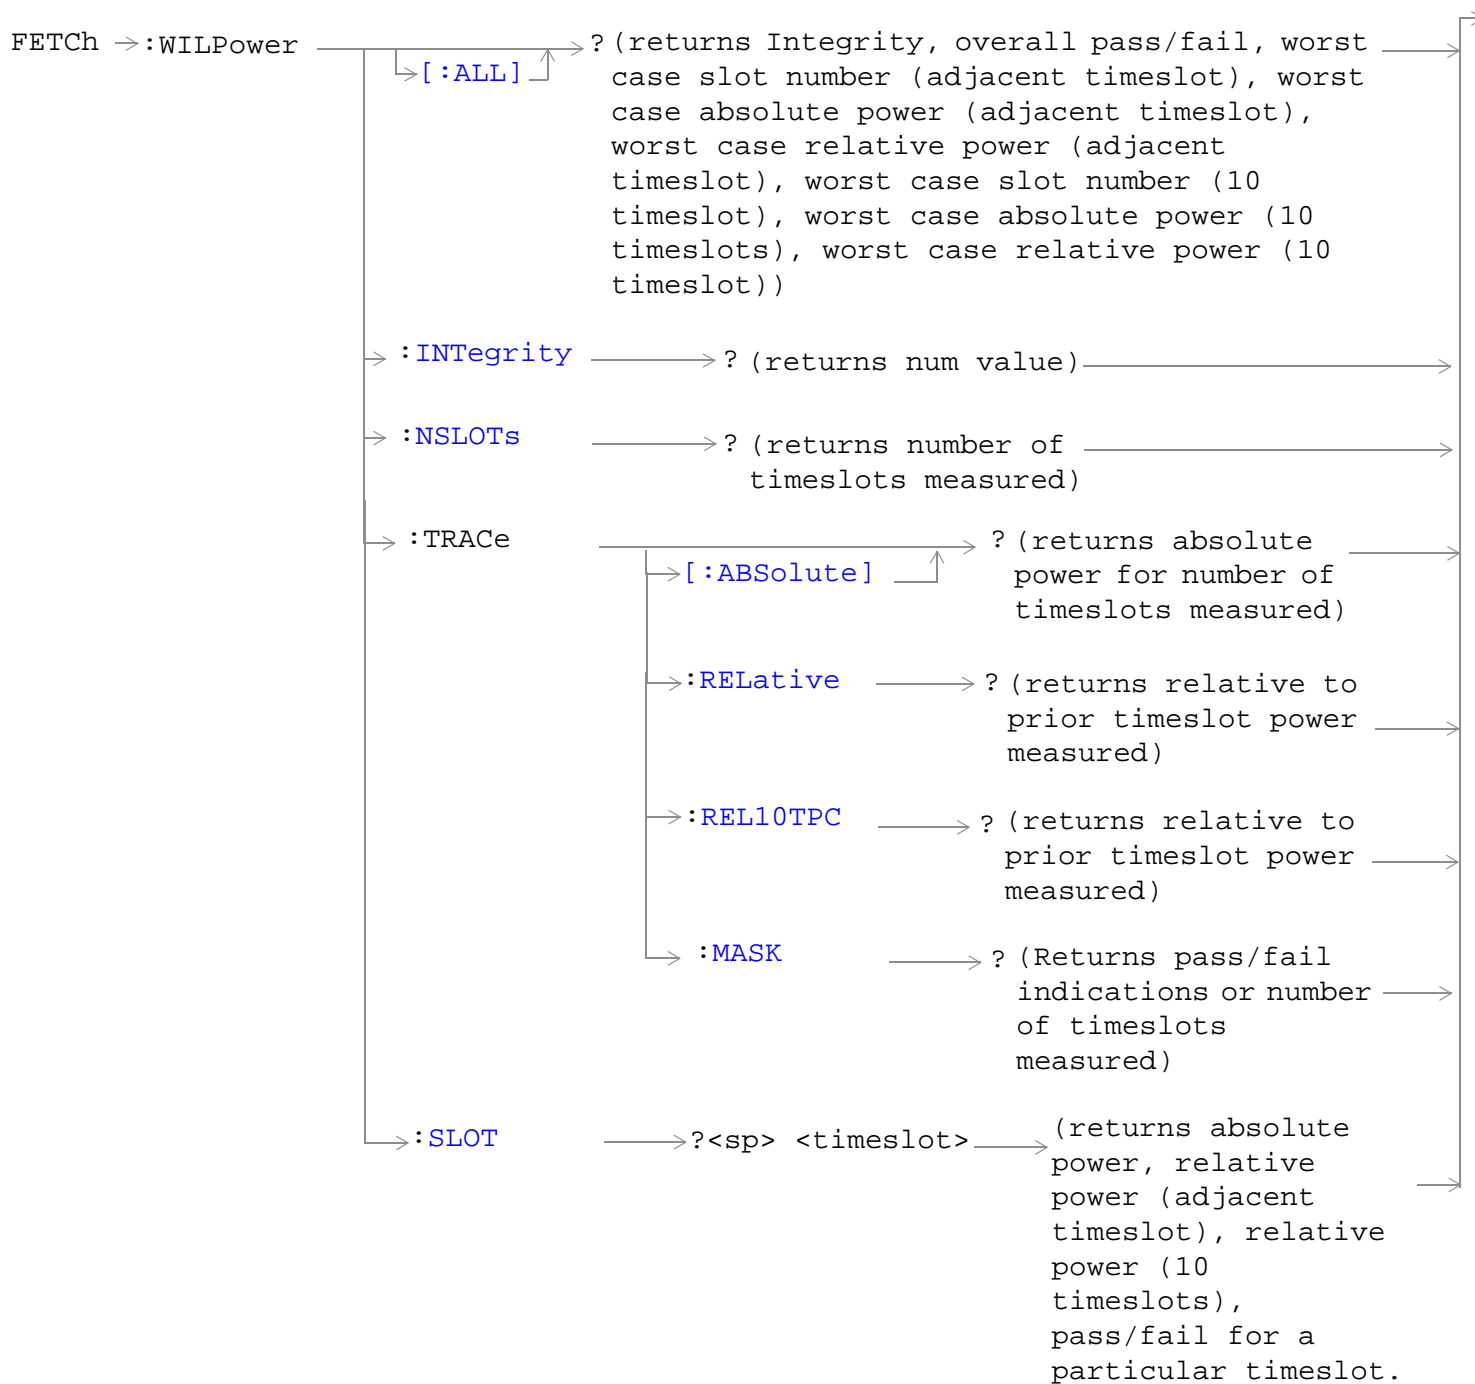 FETCh :WILPower
[:ALL]
? (returns Integrity, overall pass/fail, worst
case slot number (adjacent timeslot), worst
case absolute power (adjacent timeslot),
worst case relative power (adjacent
timeslot), worst case slot number (10
timeslot), worst case absolute power (10
timeslots), worst case relative power (10
timeslot))
:INTegrity ? (returns num value)
:NSLOTs ? (returns number of
timeslots measured)
:TRACe
[:ABSolute]
? (returns absolute
power for number of
timeslots measured)
:RELative ? (returns relative to
prior timeslot power
measured)
:REL10TPC ? (returns relative to
prior timeslot power
measured)
:MASK ? (Returns pass/fail
indications or number
of timeslots
measured)
:SLOT ?<sp> <timeslot> (returns absolute
power, relative
power (adjacent
timeslot), relative
power (10
timeslots),
pass/fail for a
particular timeslot.